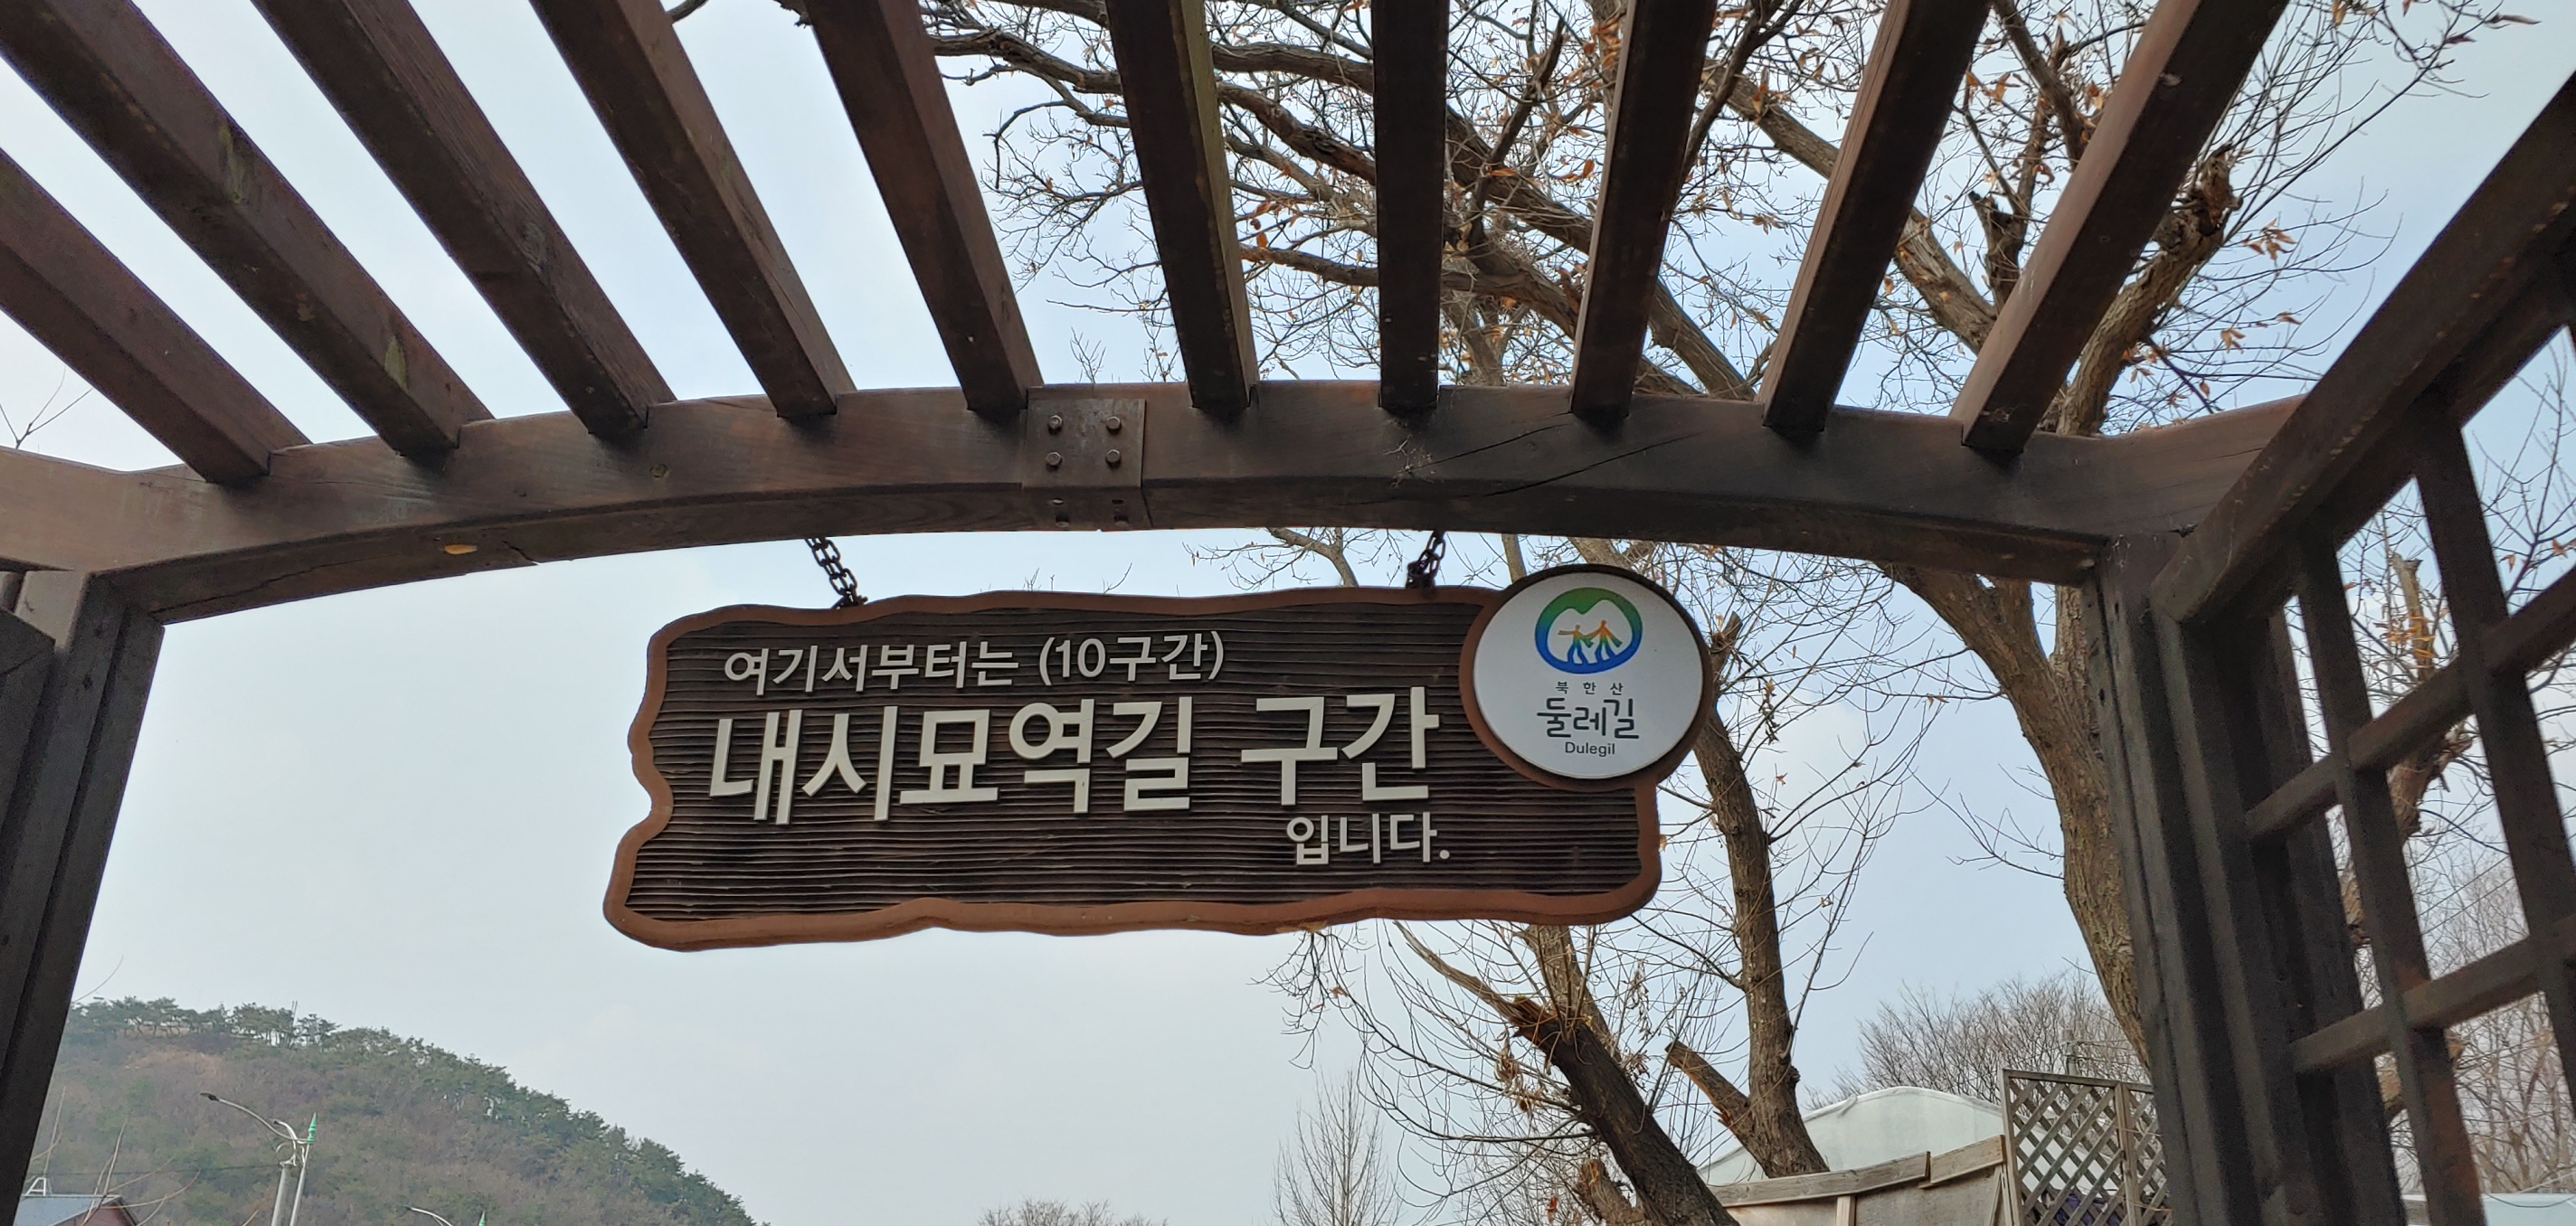 여기서부터는 (10구간)
내시묘역길 구간
입니다.
북한산
둘레길
Dulegil